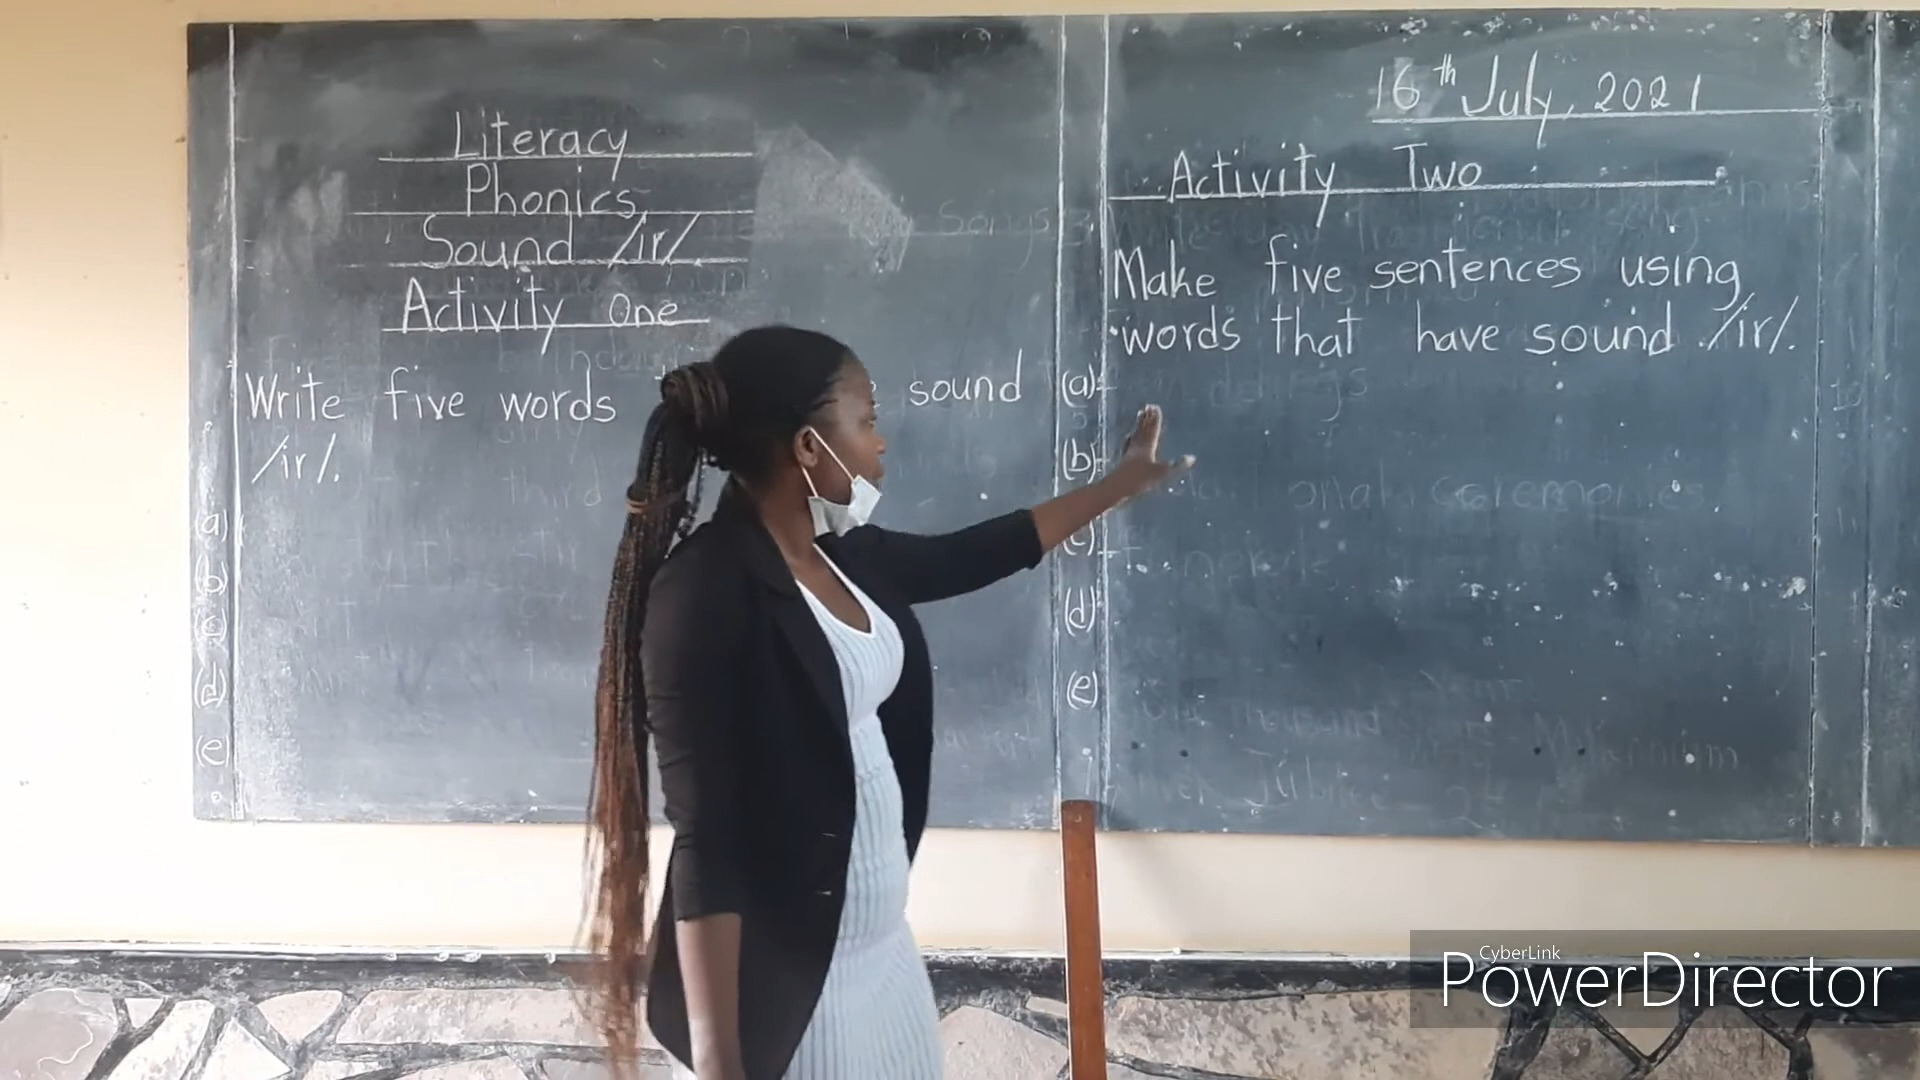 Literacy
Phonics
Sound /ir/.
Activity One
Write five words sound
/ir/.
(a)
(b)
(c)
(d)
(e)
16th July, 2021
Activity Two
Make five sentences using
words that have sound /ir/.
(a)
(b)
(c)
(d)
(e)
CyberLink
PowerDirector